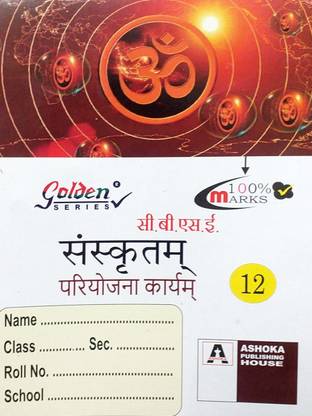 ॐ
Golden
SERIES
100%
MARKS
सी.बी.एस.ई.
संस्कृतम्
परियोजना कार्यम्
12
Name ..............................
Class ............ Sec. ................
Roll No. ..........................
School ............................
A
ASHOKA
PUBLISHING
HOUSE